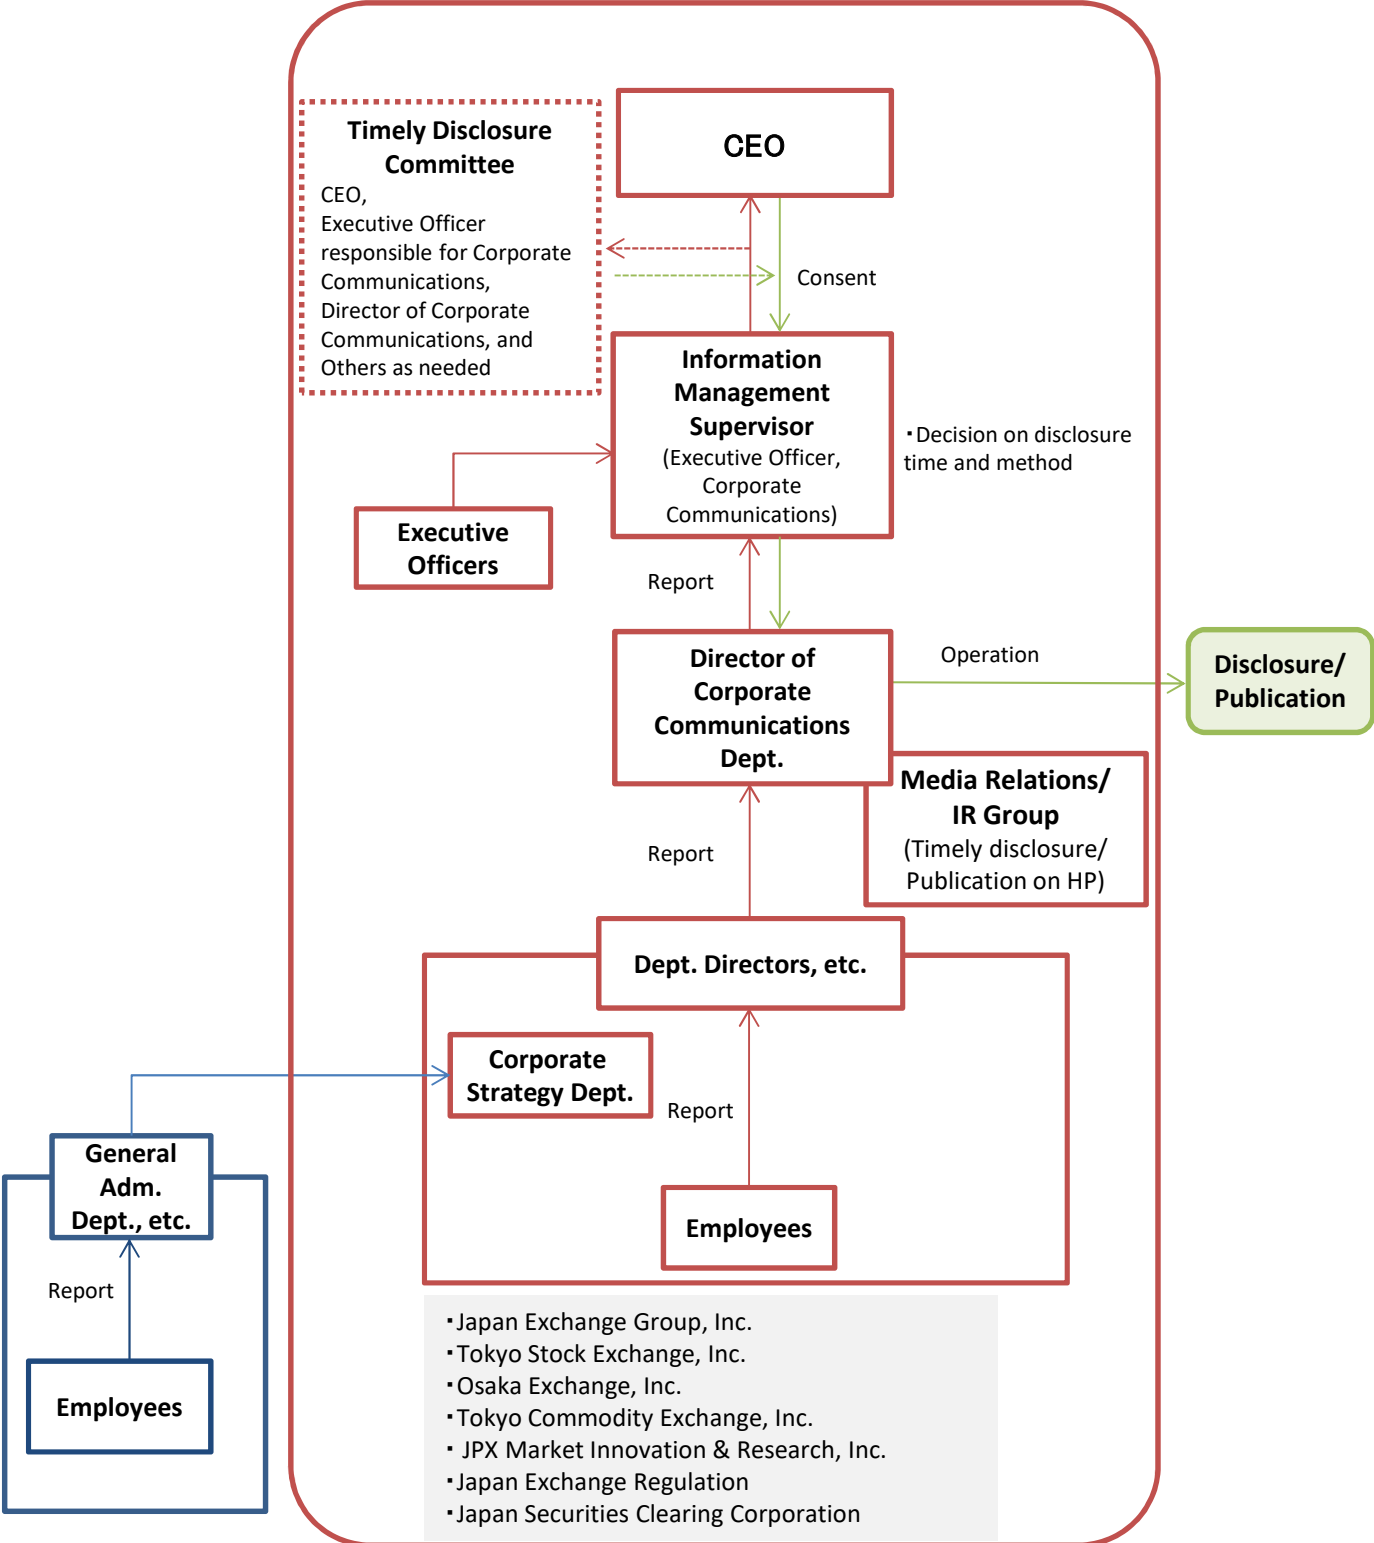 Timely Disclosure
Committee
CEO,
Executive Officer
responsible for Corporate
Communications,
Director of Corporate
Communications, and
Others as needed
CEO
Consent
Information
Management
Supervisor
(Executive Officer,
Corporate
Communications)
・Decision on disclosure
time and method
Executive
Officers
Report
Director of
Corporate
Communications
Dept.
Operation
Disclosure/
Publication
Media Relations/
IR Group
(Timely disclosure/
Publication on HP)
Report
Dept. Directors, etc.
Corporate
Strategy Dept.
Report
Employees
General
Adm.
Dept., etc.
Report
Employees
・Japan Exchange Group, Inc.
・Tokyo Stock Exchange, Inc.
・Osaka Exchange, Inc.
・Tokyo Commodity Exchange, Inc.
・ JPX Market Innovation & Research, Inc.
・Japan Exchange Regulation
・Japan Securities Clearing Corporation